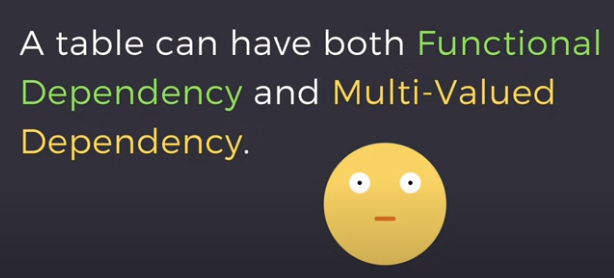 A table can have both Functional
Dependency and Multi-Valued
Dependency.